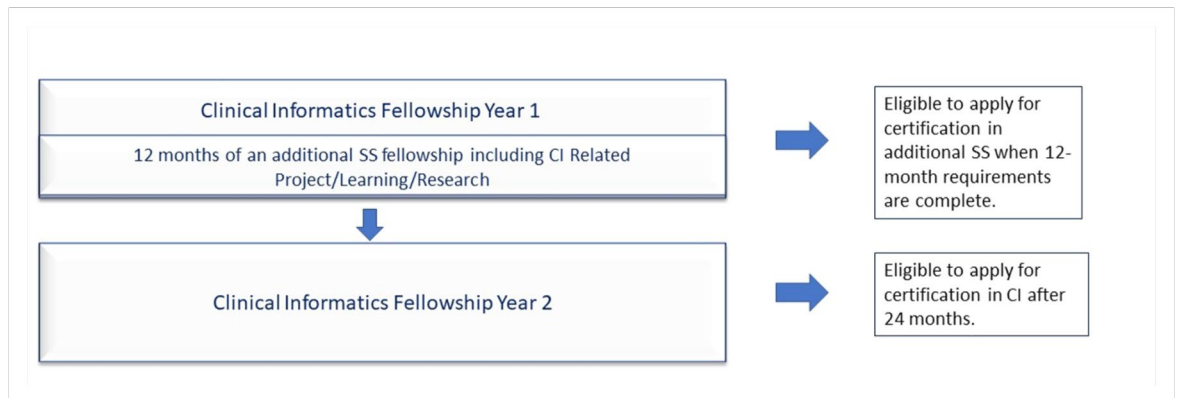 Clinical Informatics Fellowship Year 1
12 months of an additional SS fellowship including CI Related
Project/Learning/Research
Eligible to apply for
certification in
additional SS when 12-
month requirements
are complete.
Clinical Informatics Fellowship Year 2
Eligible to apply for
certification in CI after
24 months.